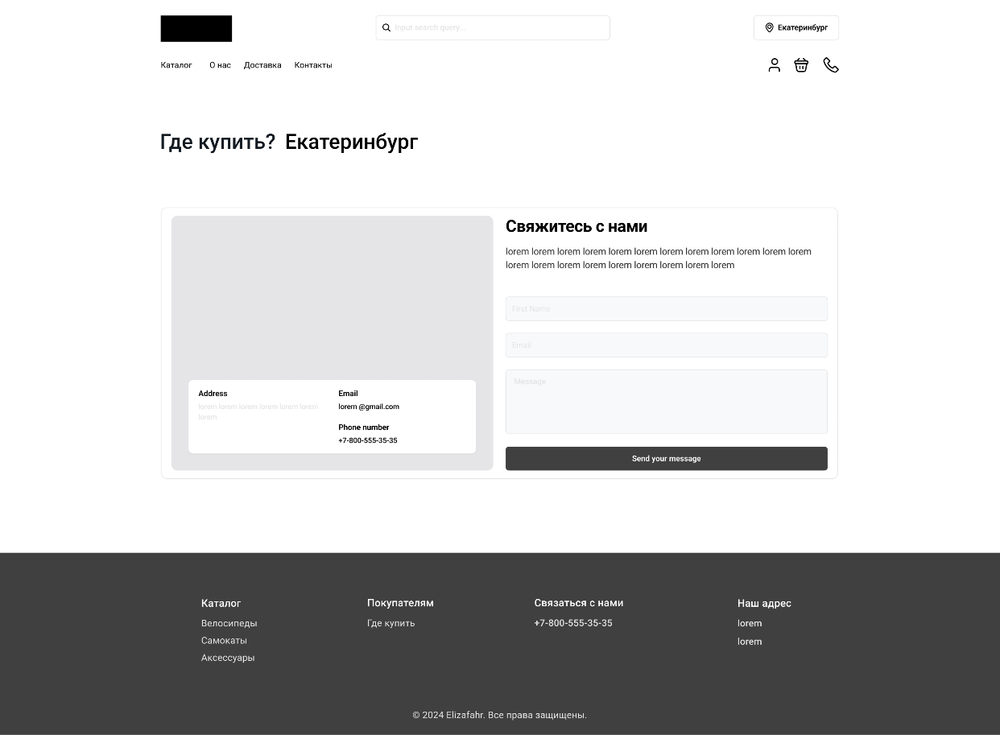 Input search query...
Екатеринбург
Каталог
О нас
Доставка
Контакты
Где купить? Екатеринбург
Свяжитесь с нами
lorem lorem lorem lorem lorem lorem lorem lorem lorem lorem lorem lorem
lorem lorem lorem lorem lorem lorem lorem lorem lorem
First Name
Email
Message
Send your message
Address
lorem lorem lorem lorem lorem lorem lorem
lorem
Email
lorem @gmail.com
Phone number
+7-800-555-35-35
Каталог
Велосипеды
Самокаты
Аксессуары
Покупателям
Где купить
Связаться с нами
+7-800-555-35-35
Наш адрес
lorem
lorem
© 2024 Elizafahr. Все права защищены.